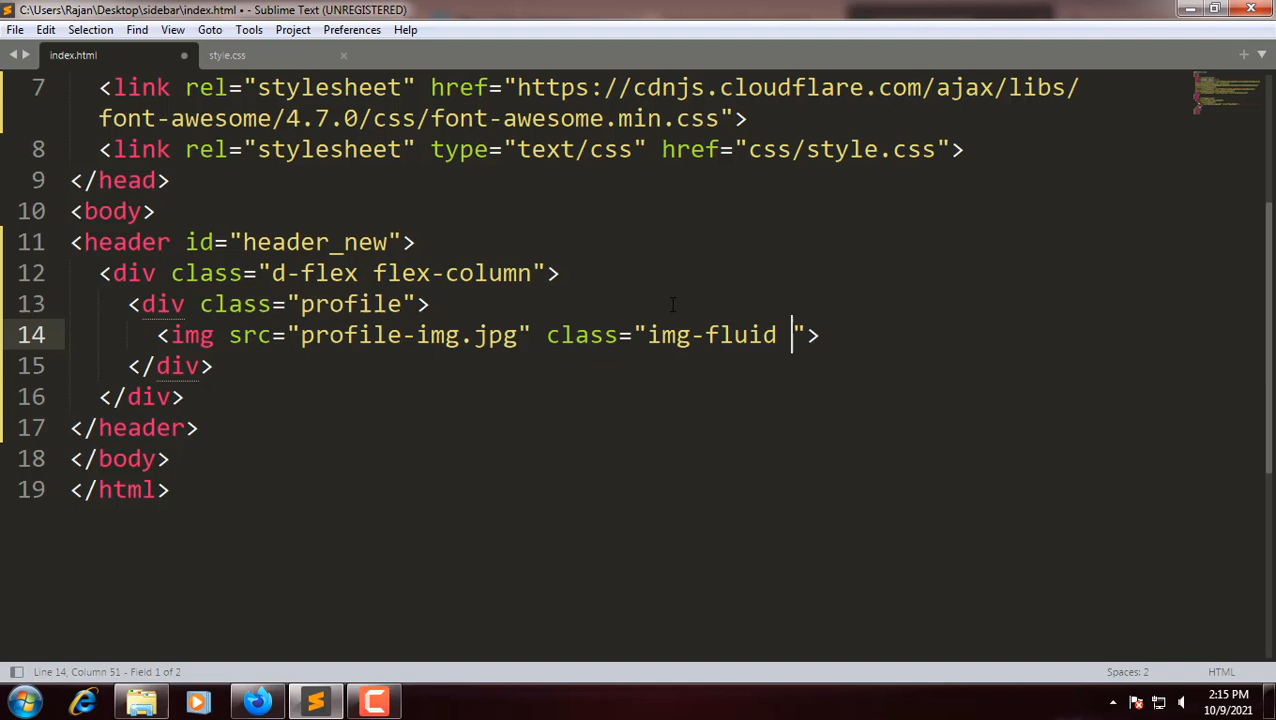 C:\Users\Rajan\Desktop\sidebar\index.html • - Sublime Text (UNREGISTERED)
File Edit Selection Find View Goto Tools Project Preferences Help
index.html style.css
7 <link rel="stylesheet" href="https://cdnjs.cloudflare.com/ajax/libs/
font-awesome/4.7.0/css/font-awesome.min.css">
8 <link rel="stylesheet" type="text/css" href="css/style.css">
9 </head>
10 <body>
11 <header id="header_new">
12 <div class="d-flex flex-column">
13 <div class="profile">
14 <img src="profile-img.jpg" class="img-fluid ">
15 </div>
16 </div>
17 </header>
18 </body>
19 </html>
Line 14, Column 51 - Field 1 of 2 Spaces: 2 HTML
2:15 PM
10/9/2021